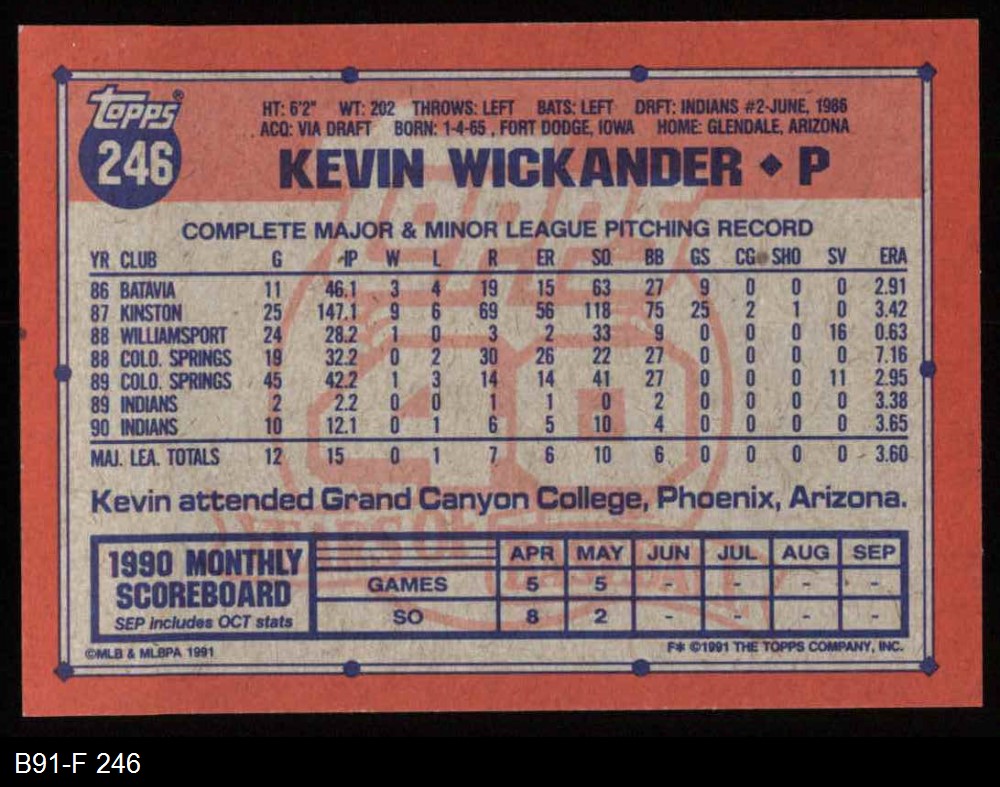 Topps®
246
HT: 6'2" WT: 202 THROWS: LEFT BATS: LEFT DRFT: INDIANS #2-JUNE, 1986
ACQ: VIA DRAFT BORN: 1-4-65 , FORT DODGE, IOWA HOME: GLENDALE, ARIZONA
KEVIN WICKANDER ◆ P
COMPLETE MAJOR & MINOR LEAGUE PITCHING RECORD
YR CLUB G IP W L R ER SO BB GS CG SHO SV ERA
86 BATAVIA 11 46.1 3 4 19 15 63 27 9 0 0 0 2.91
87 KINSTON 25 147.1 9 6 69 56 118 75 25 2 1 0 3.42
88 WILLIAMSPORT 24 28.2 1 0 3 2 33 9 0 0 0 16 0.63
88 COLO. SPRINGS 19 32.2 0 2 30 26 22 27 0 0 0 0 7.16
89 COLO. SPRINGS 45 42.2 1 3 14 14 41 27 0 0 0 11 2.95
89 INDIANS 2 2.2 0 0 1 1 0 2 0 0 0 0 3.38
90 INDIANS 10 12.1 0 1 6 5 10 4 0 0 0 0 3.65
MAJ. LEA. TOTALS 12 15 0 1 7 6 10 6 0 0 0 0 3.60
Kevin attended Grand Canyon College, Phoenix, Arizona.
Topps
40
YEARS OF BASEBALL
1990 MONTHLY
SCOREBOARD
SEP includes OCT stats
APR MAY JUN JUL AUG SEP
GAMES 5 5 - - - -
SO 8 2 - - - -
©MLB & MLBPA 1991
F* ©1991 THE TOPPS COMPANY, INC.
B91-F 246